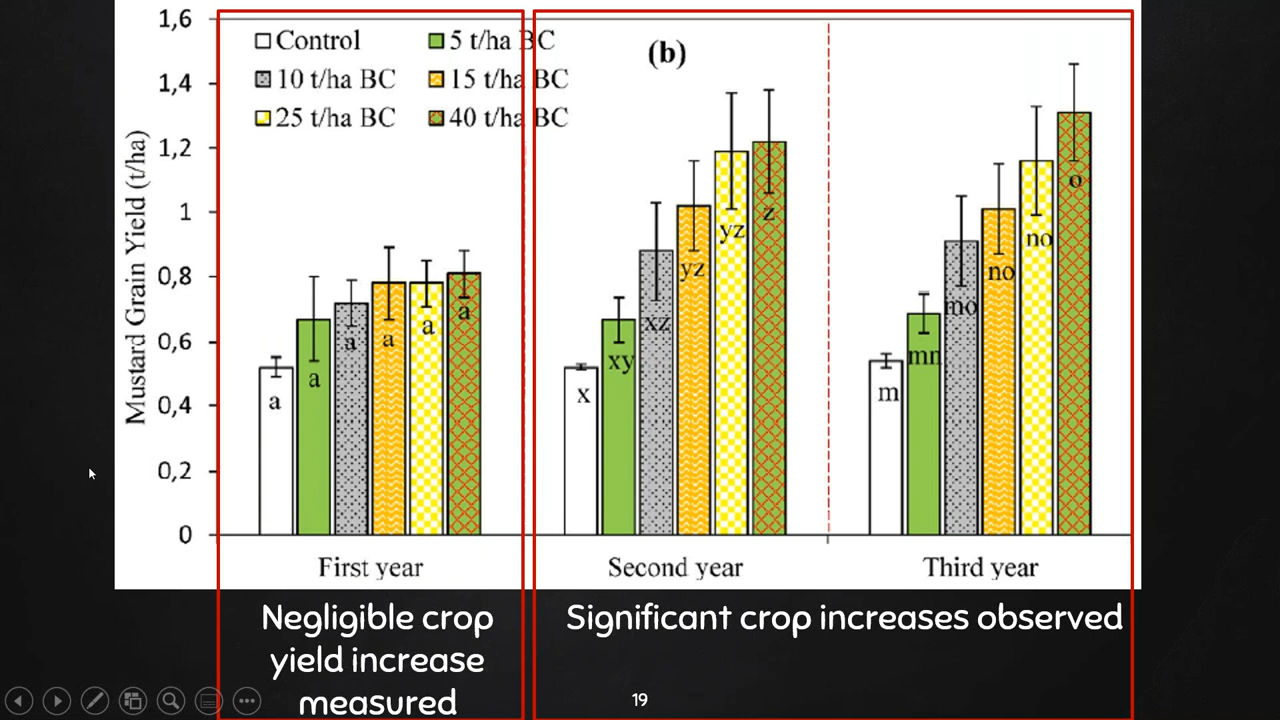 1,6
1,4
1,2
1
0,8
0,6
0,4
0,2
0
Mustard Grain Yield (t/ha)
Control
5 t/ha BC
10 t/ha BC
15 t/ha BC
25 t/ha BC
40 t/ha BC
(b)
a
a
a
a
a
a
x
xy
xz
yz
yz
z
m
mn
mo
no
no
o
First year
Second year
Third year
Negligible crop
yield increase
measured
Significant crop increases observed
19